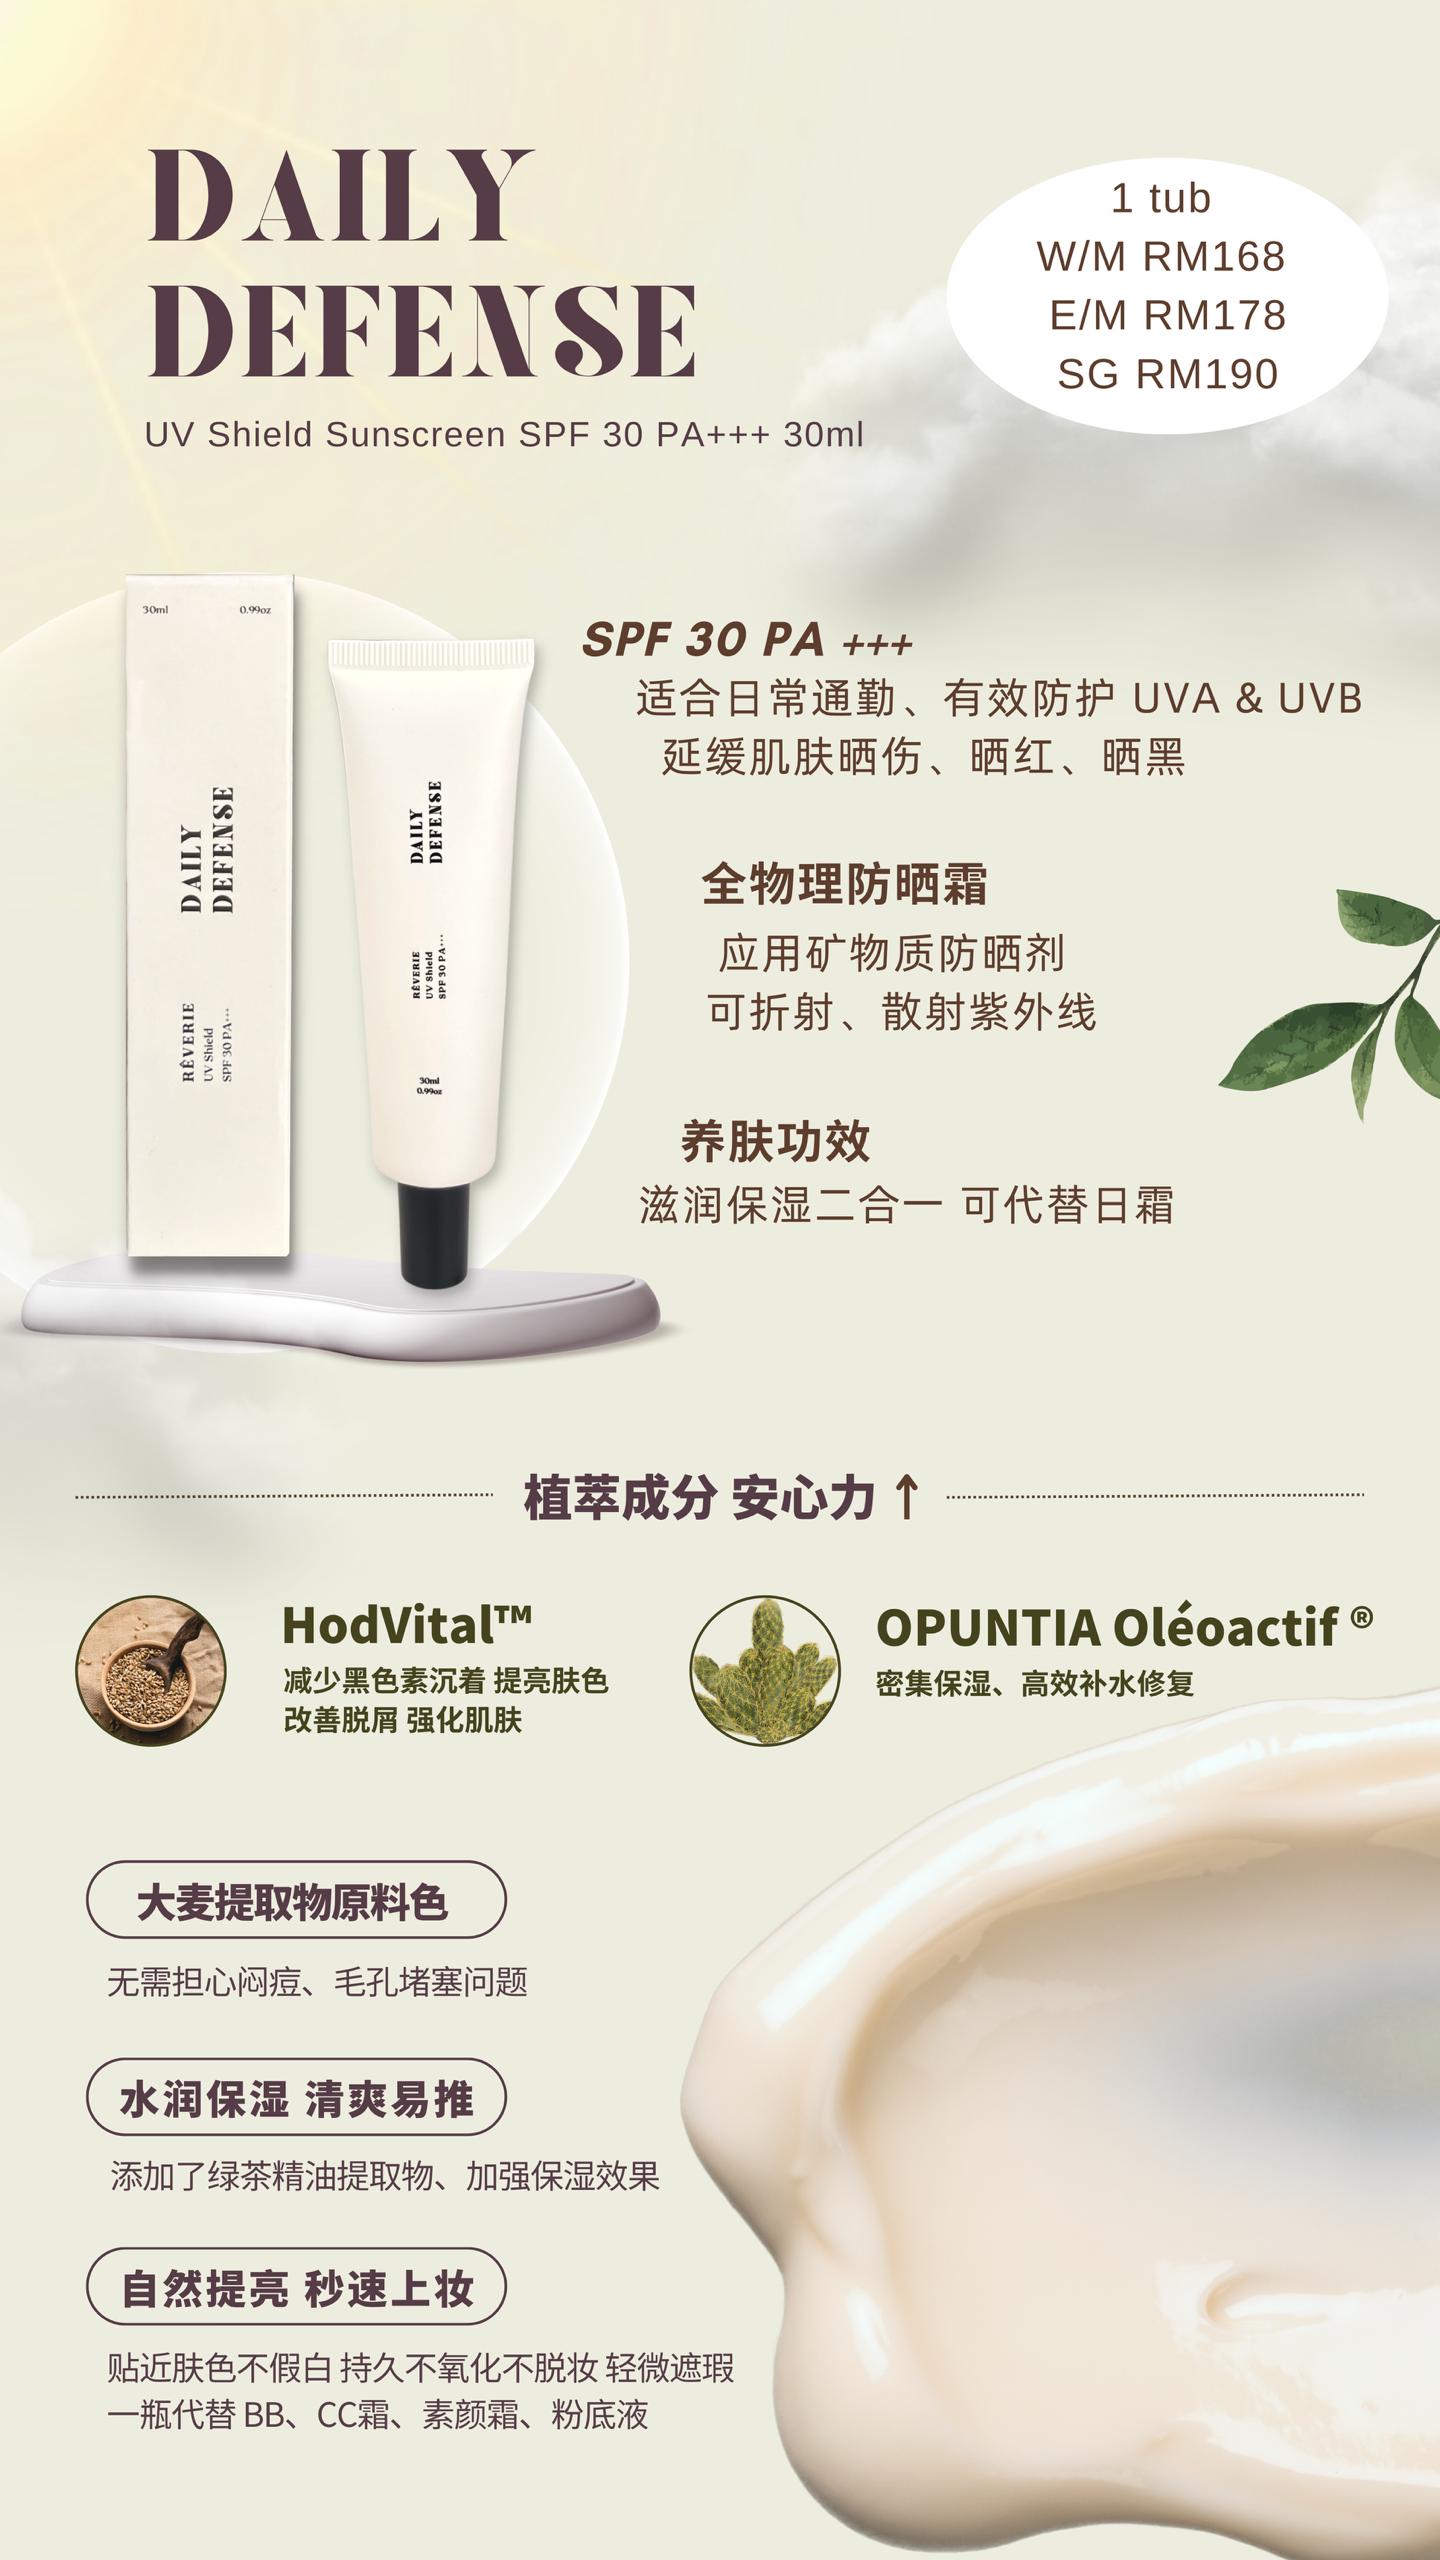 DAILY
DEFENSE
UV Shield Sunscreen SPF 30 PA+++ 30ml
1 tub
W/M RM168
E/M RM178
SG RM190
30ml 0.99oz
DAILY
DEFENSE
RÊVERIE
UV Shield
SPF 30 PA+++
DAILY
DEFENSE
RÊVERIE
UV Shield
SPF 30 PA+++
30ml
0.99oz
SPF 30 PA +++
适合日常通勤、有效防护 UVA & UVB
延缓肌肤晒伤、晒红、晒黑
全物理防晒霜
应用矿物质防晒剂
可折射、散射紫外线
养肤功效
滋润保湿二合一 可代替日霜
植萃成分 安心力↑
HodVital™
减少黑色素沉着 提亮肤色
改善脱屑 强化肌肤
OPUNTIA Oléoactif ®
密集保湿、高效补水修复
大麦提取物原料色
无需担心闷痘、毛孔堵塞问题
水润保湿 清爽易推
添加了绿茶精油提取物、加强保湿效果
自然提亮 秒速上妆
贴近肤色不假白 持久不氧化不脱妆 轻微遮瑕
一瓶代替 BB、CC霜、素颜霜、粉底液